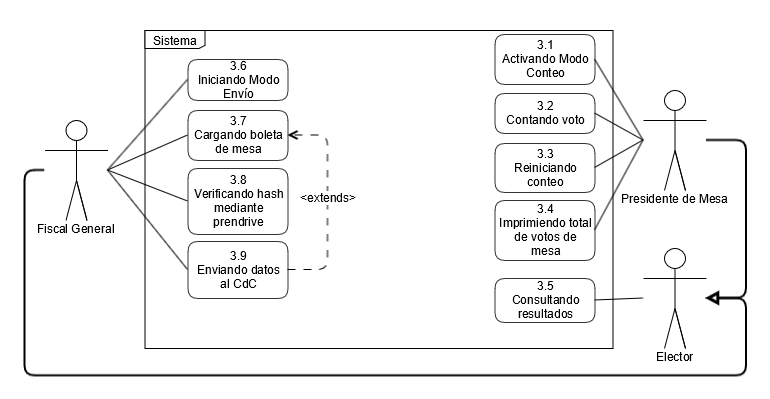 Sistema
3.6
Iniciando Modo
Envío
3.7
Cargando boleta
de mesa
3.8
Verificando hash
mediante
prendrive
3.9
Enviando datos
al CdC
<extends>
Fiscal General
3.1
Activando Modo
Conteo
3.2
Contando voto
3.3
Reiniciando
conteo
3.4
Imprimiendo total
de votos de
mesa
3.5
Consultando
resultados
Presidente de Mesa
Elector